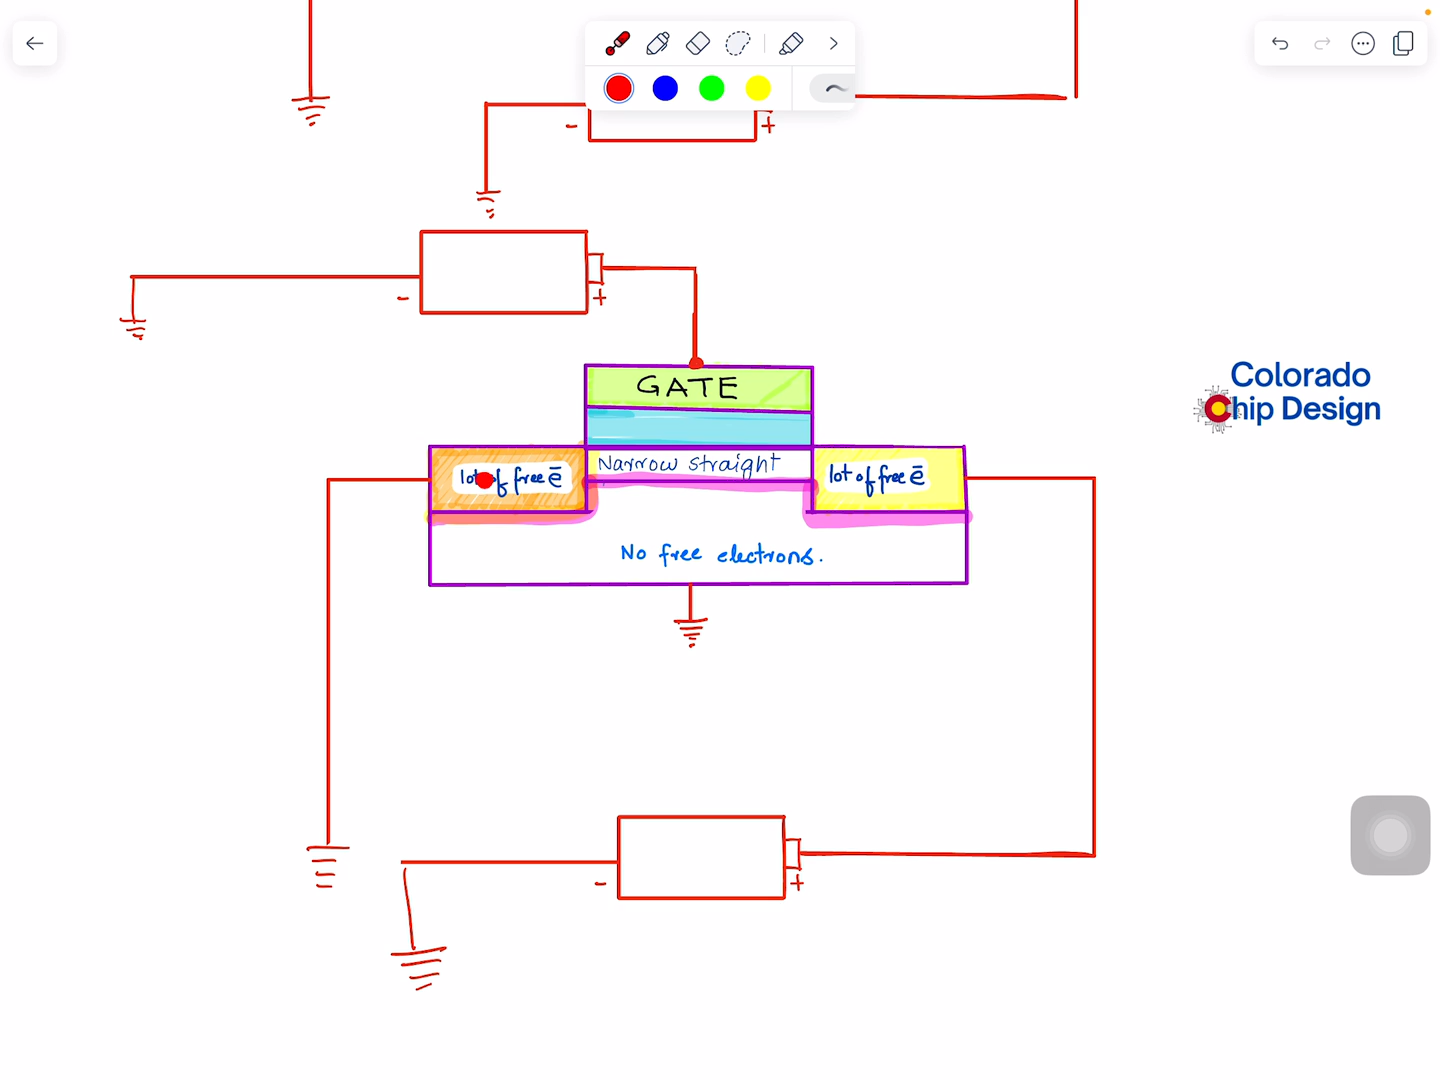 - +
- +
GATE
Narrow straight
lot of free ē
lot of free ē
No free electrons.
- +
Colorado
Chip Design